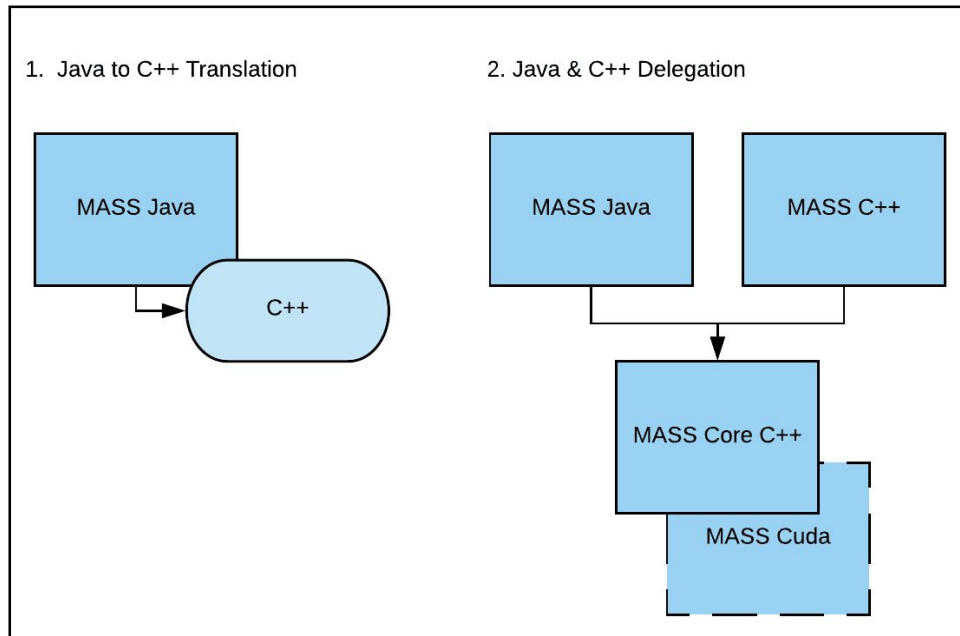 1. Java to C++ Translation
MASS Java
C++
2. Java & C++ Delegation
MASS Java
MASS C++
MASS Core C++
MASS Cuda